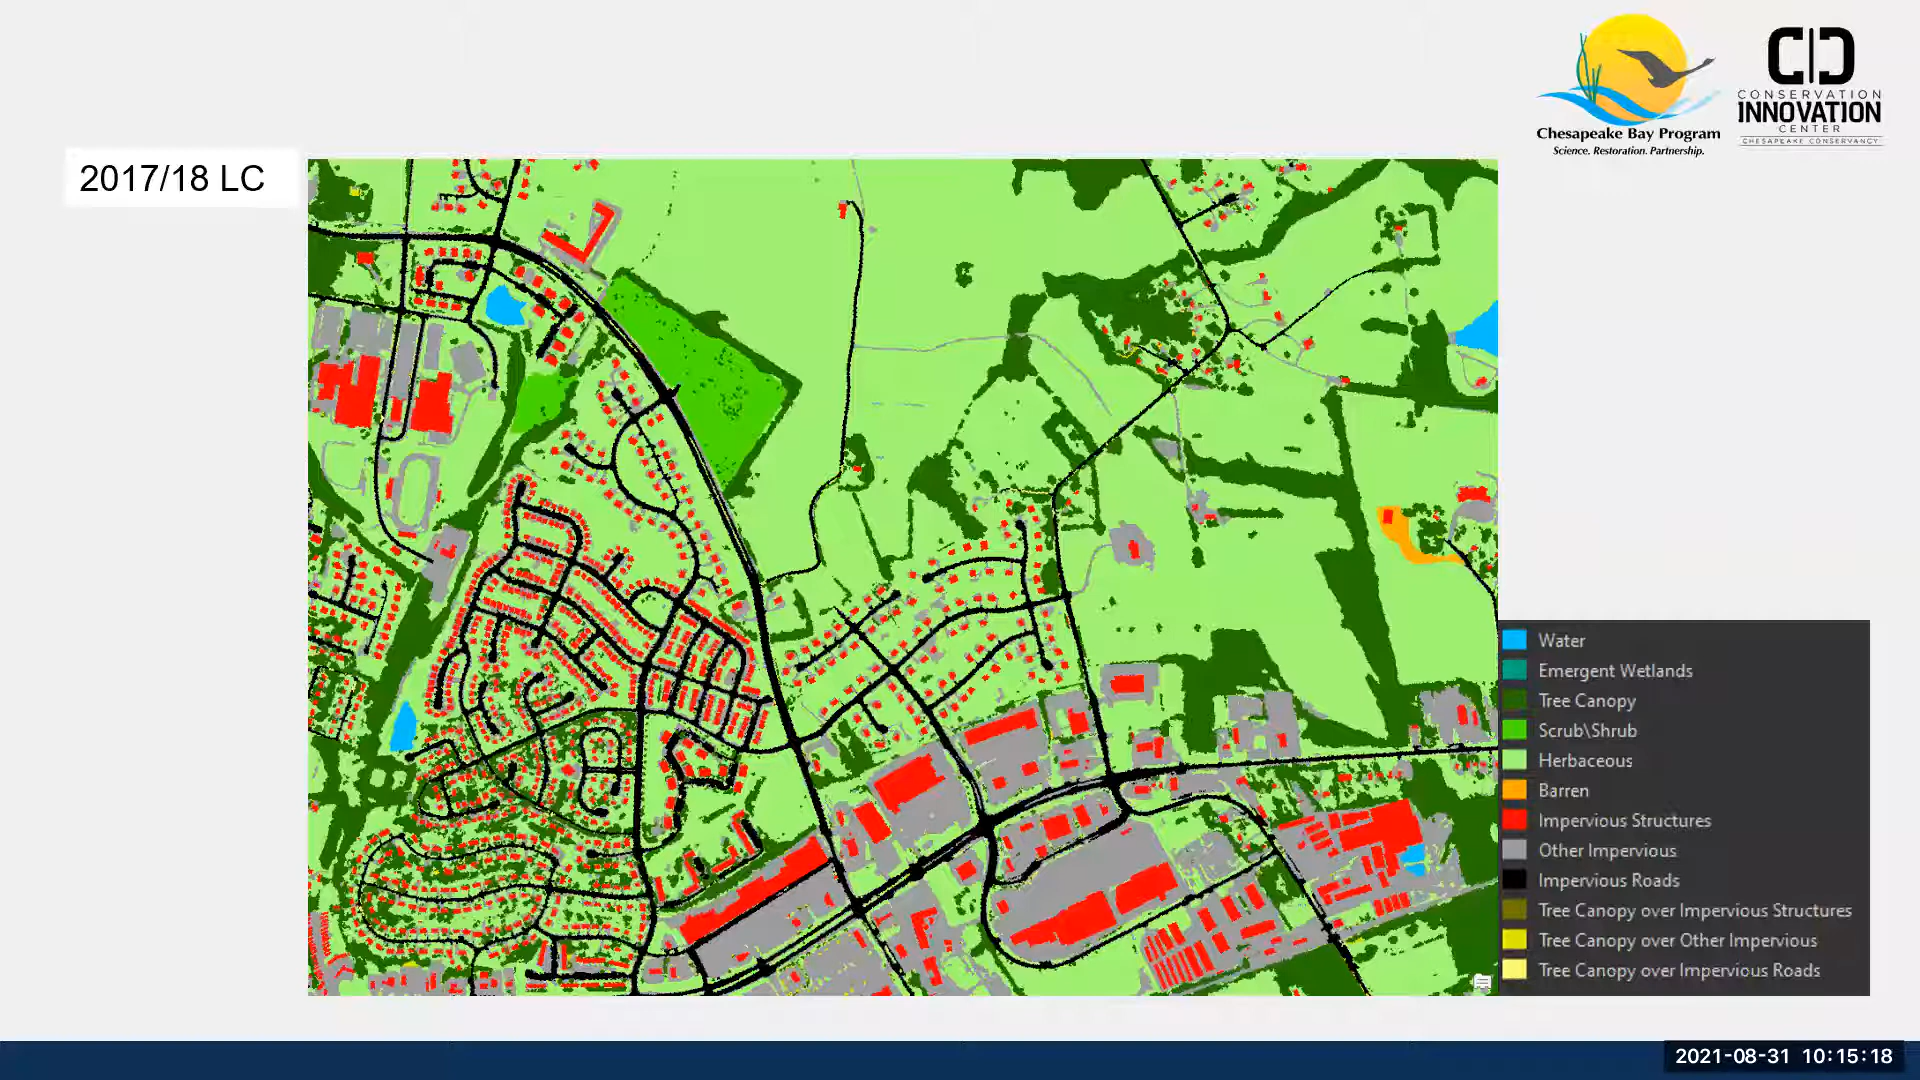 CONSERVATION
INNOVATION
CENTER
CHESAPEAKE CONSERVANCY
Chesapeake Bay Program
Science. Restoration. Partnership.
2017/18 LC
Water
Emergent Wetlands
Tree Canopy
Scrub\Shrub
Herbaceous
Barren
Impervious Structures
Other Impervious
Impervious Roads
Tree Canopy over Impervious Structures
Tree Canopy over Other Impervious
Tree Canopy over Impervious Roads
2021-08-31 10:15:18